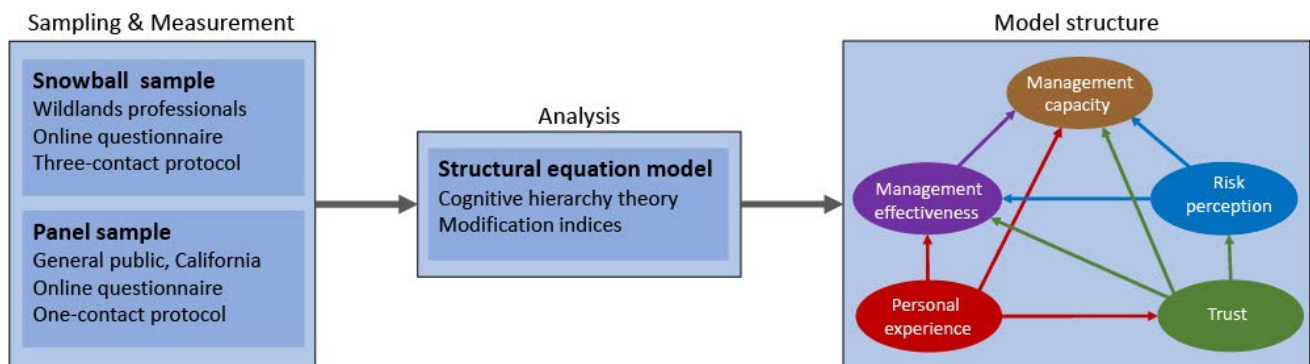 Sampling & Measurement
Snowball sample
Wildlands professionals
Online questionnaire
Three-contact protocol
Panel sample
General public, California
Online questionnaire
One-contact protocol
Analysis
Structural equation model
Cognitive hierarchy theory
Modification indices
Model structure
Management
capacity
Management
effectiveness
Risk
perception
Personal
experience
Trust